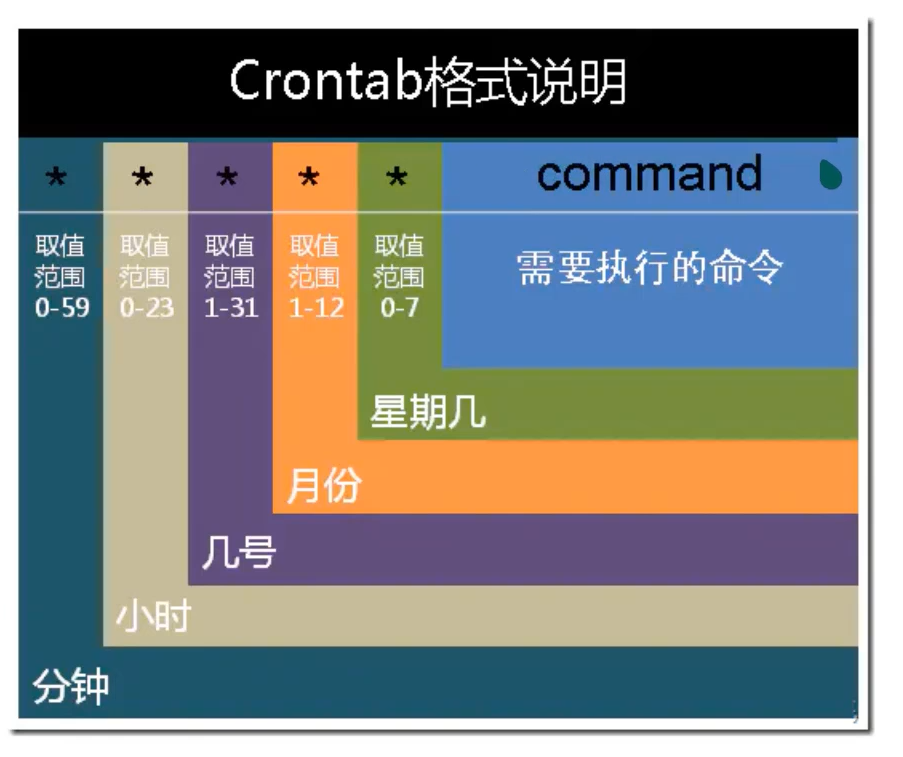 Crontab格式说明
* * * * * command
取值范围0-59
取值范围0-23
取值范围1-31
取值范围1-12
取值范围0-7
需要执行的命令
星期几
月份
几号
小时
分钟